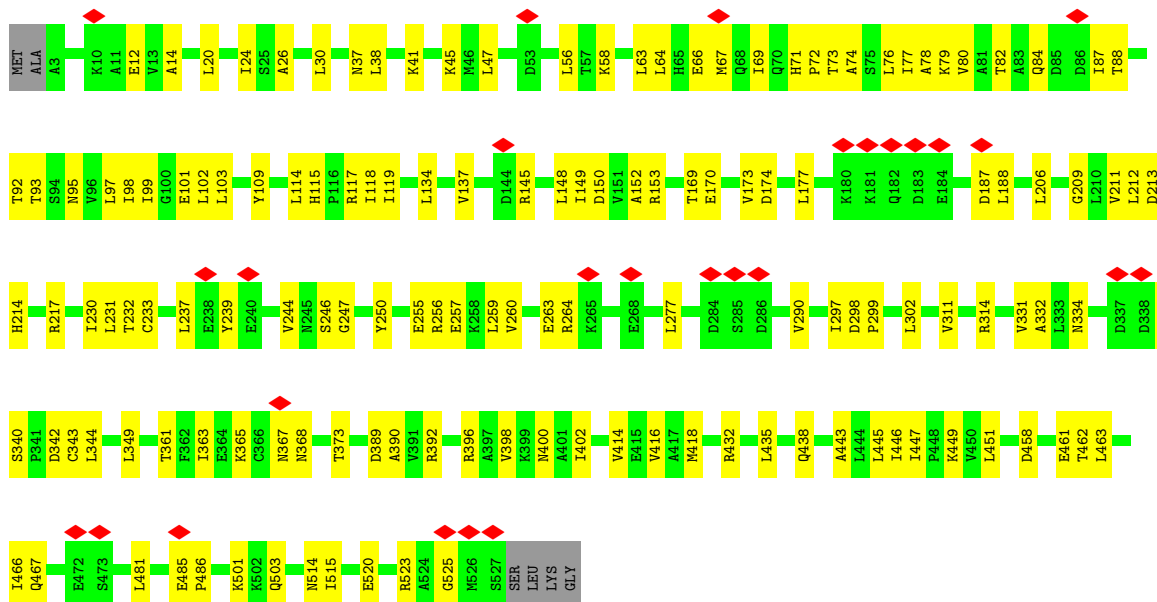 MET ALA A3 K10 A11 E12 V13 A14 L20 I24 S25 A26 L30 N37 L38 K41 K45 M46 L47 D53 L56 T57 K58 L63 L64 H65 E66 M67 Q68 I69 Q70 H71 P72 T73 A74 S75 L76 I77 A78 K79 V80 A81 T82 A83 Q84 D85 D86 I87 T88
T92 T93 S94 N95 V96 L97 I98 I99 G100 E101 L102 L103 Y109 L114 H115 P116 R117 I118 I119 L134 V137 D144 R145 L148 I149 D150 V151 A152 R153 T169 E170 V173 D174 L177 K180 K181 Q182 D183 E184 D187 L188 L206 G209 L210 V211 L212 D213
H214 R217 I230 L231 T232 C233 L237 E238 Y239 E240 V244 N245 S246 G247 Y250 E255 R256 E257 K258 L259 V260 E263 R264 K265 E268 L277 D284 S285 D286 V290 I297 D298 P299 L302 V311 R314 V331 A332 L333 N334 D337 D338
S340 P341 D342 C343 L344 L349 T361 F362 I363 E364 K365 C366 N367 N368 T373 D389 A390 V391 R392 R396 A397 V398 K399 N400 A401 I402 V414 E415 V416 A417 M418 R432 L435 Q438 A443 L444 L445 I446 I447 P448 K449 V450 L451 D458 E461 T462 L463
I466 Q467 E472 S473 L481 E485 P486 K501 K502 Q503 N514 I515 E520 R523 A524 G525 M526 S527 SER LEU LYS GLY